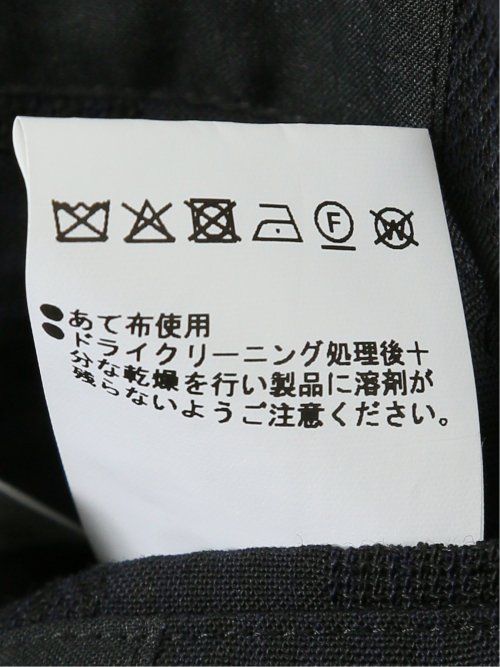 F W
●あて布使用
●ドライクリーニング処理後十
分な乾燥を行い製品に溶剤が
残らないようご注意ください。